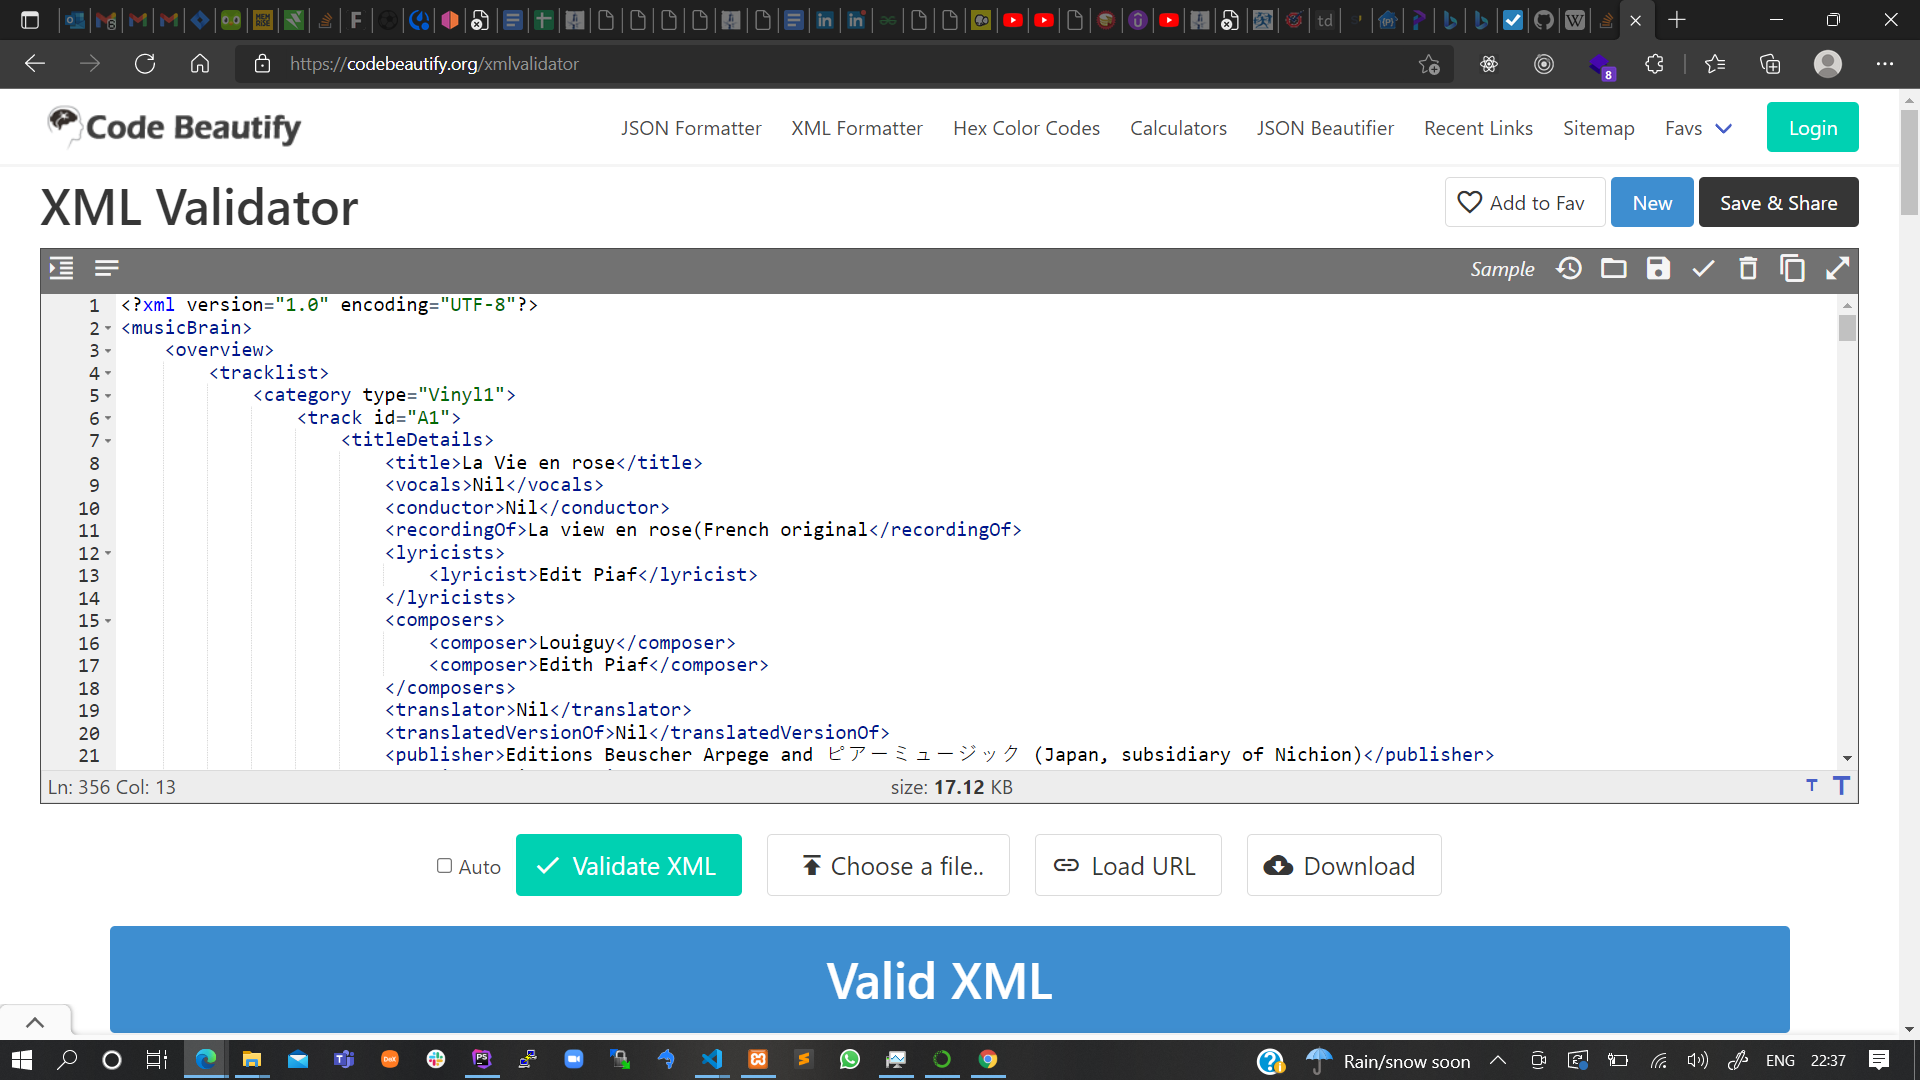 https://codebeautify.org/xmlvalidator
8
Code Beautify
JSON Formatter
XML Formatter
Hex Color Codes
Calculators
JSON Beautifier
Recent Links
Sitemap
Favs
Login
XML Validator
Add to Fav
New
Save & Share
Sample
1 <?xml version="1.0" encoding="UTF-8"?>
2 <musicBrain>
3 <overview>
4 <tracklist>
5 <category type="Vinyl1">
6 <track id="A1">
7 <titleDetails>
8 <title>La Vie en rose</title>
9 <vocals>Nil</vocals>
10 <conductor>Nil</conductor>
11 <recordingOf>La view en rose(French original</recordingOf>
12 <lyricists>
13 <lyricist>Edit Piaf</lyricist>
14 </lyricists>
15 <composers>
16 <composer>Louiguy</composer>
17 <composer>Edith Piaf</composer>
18 </composers>
19 <translator>Nil</translator>
20 <translatedVersionOf>Nil</translatedVersionOf>
21 <publisher>Editions Beuscher Arpege and ピアーミュージック (Japan, subsidiary of Nichion)</publisher>
Ln: 356 Col: 13
size: 17.12 KB
Auto
Validate XML
Choose a file..
Load URL
Download
Valid XML
Rain/snow soon
ENG
22:37